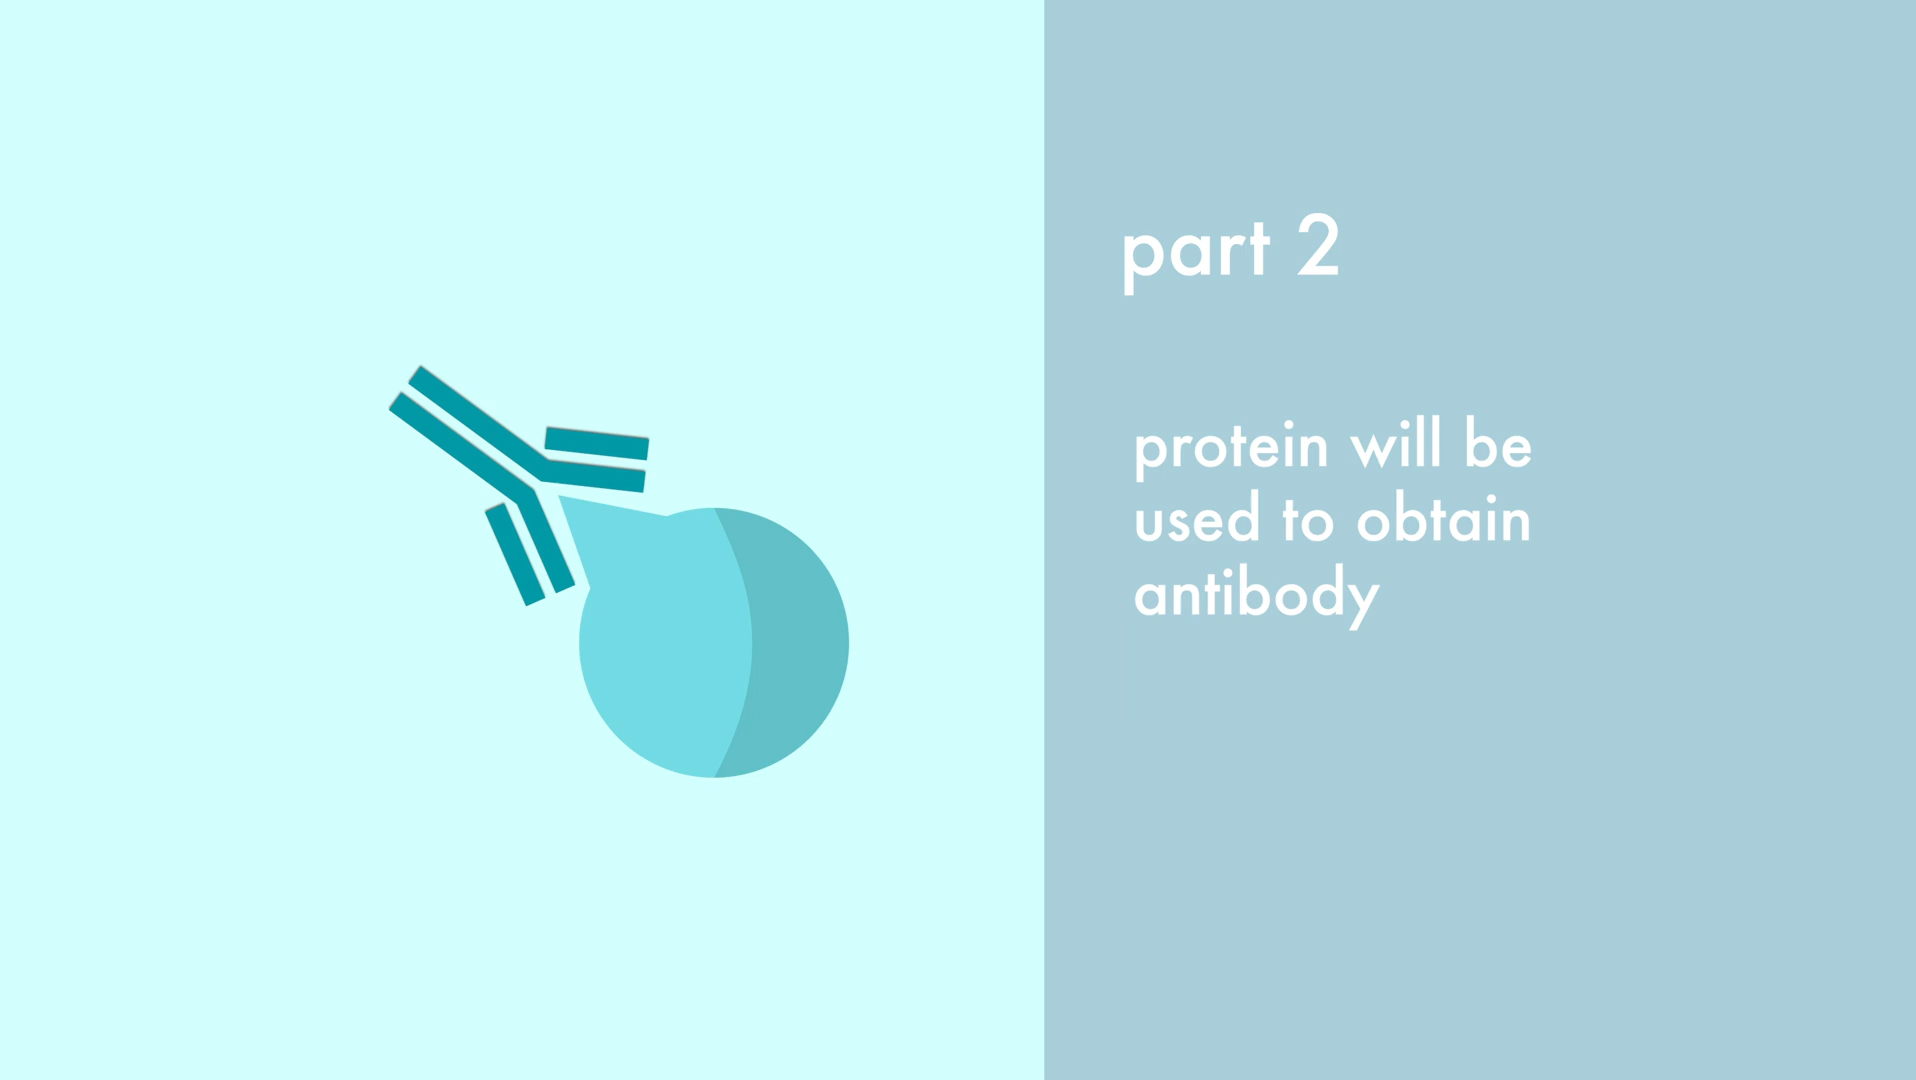 part 2
protein will be
used to obtain
antibody